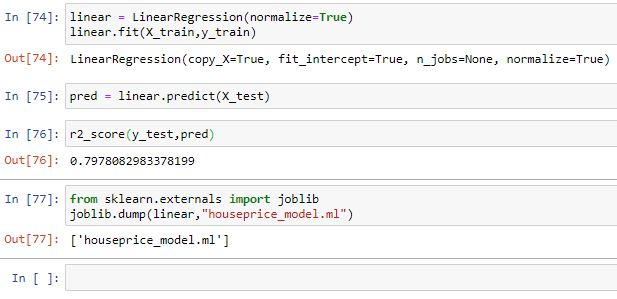 In [74]: linear = LinearRegression(normalize=True)
linear.fit(X_train,y_train)
Out[74]: LinearRegression(copy_X=True, fit_intercept=True, n_jobs=None, normalize=True)
In [75]: pred = linear.predict(X_test)
In [76]: r2_score(y_test,pred)
Out[76]: 0.7978082983378199
In [77]: from sklearn.externals import joblib
joblib.dump(linear,"houseprice_model.ml")
Out[77]: ['houseprice_model.ml']
In [ ]: